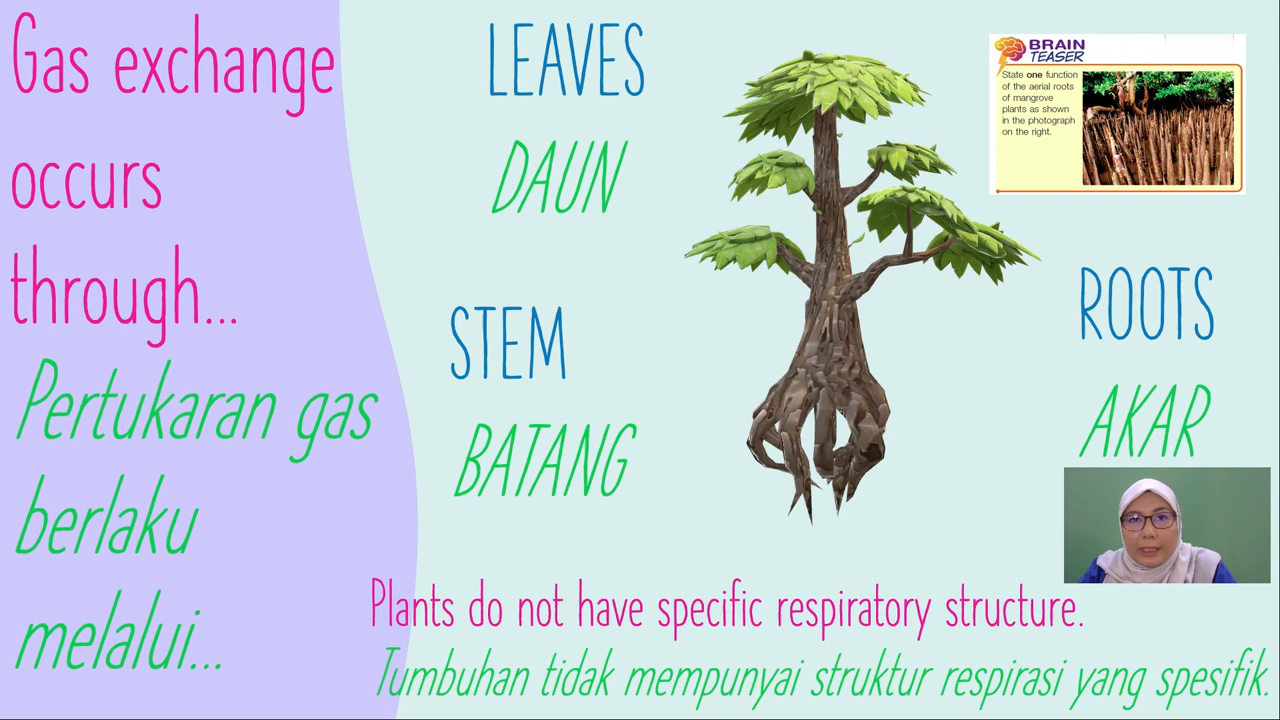 Gas exchange
occurs
through...
Pertukaran gas
berlaku
melalui...
LEAVES
DAUN
STEM
BATANG
BRAIN
TEASER
State one function
of the aerial roots
of mangrove
plants as shown
in the photograph
on the right.
ROOTS
AKAR
Plants do not have specific respiratory structure.
Tumbuhan tidak mempunyai struktur respirasi yang spesifik.